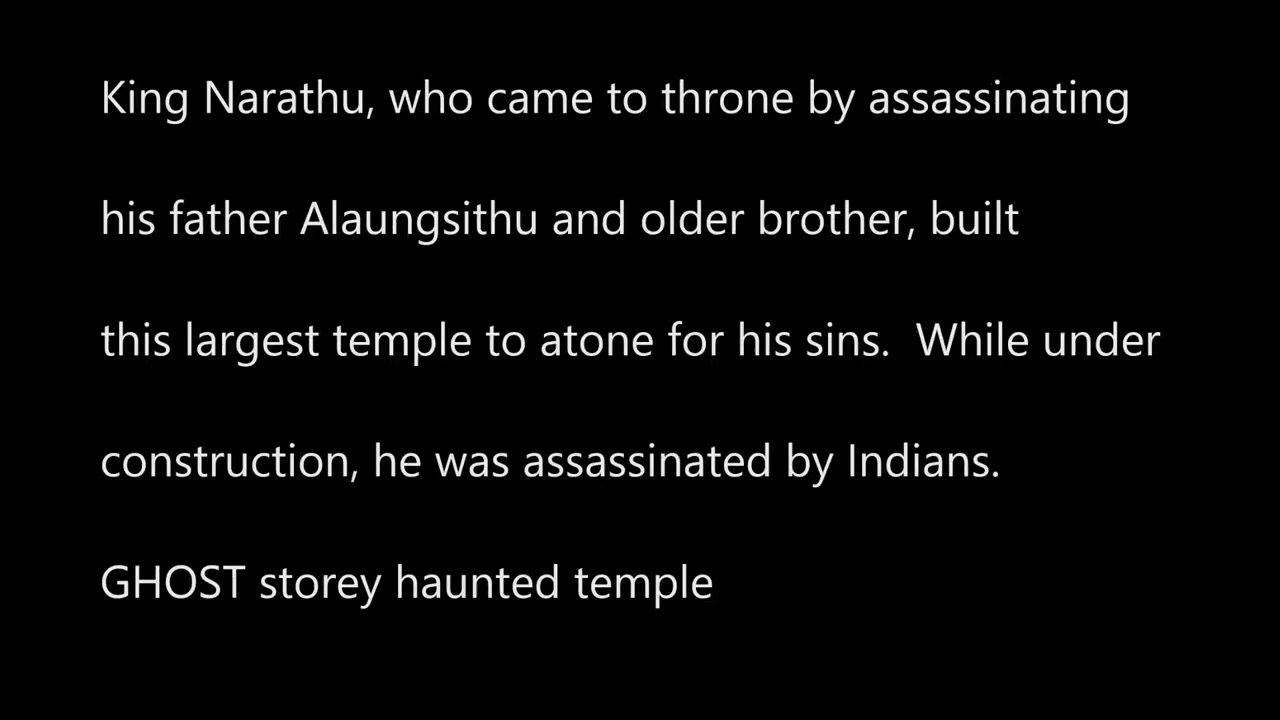 King Narathu, who came to throne by assassinating
his father Alaungsithu and older brother, built
this largest temple to atone for his sins.  While under
construction, he was assassinated by Indians.
GHOST storey haunted temple